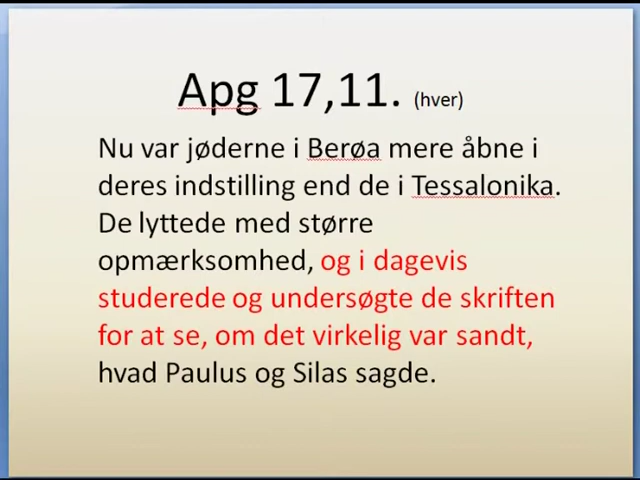 Apg 17,11. (hver)
Nu var jøderne i Berøa mere åbne i
deres indstilling end de i Tessalonika.
De lyttede med større
opmærksomhed, og i dagevis
studerede og undersøgte de skriften
for at se, om det virkelig var sandt,
hvad Paulus og Silas sagde.